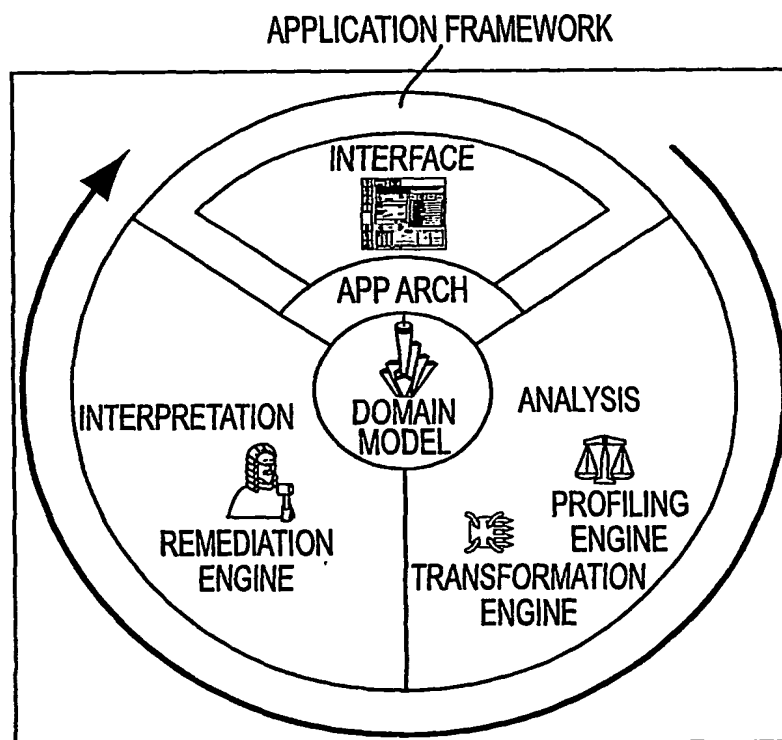 APPLICATION FRAMEWORK
INTERFACE
APP ARCH
DOMAIN
MODEL
INTERPRETATION
REMEDIATION
ENGINE
ANALYSIS
PROFILING
ENGINE
TRANSFORMATION
ENGINE